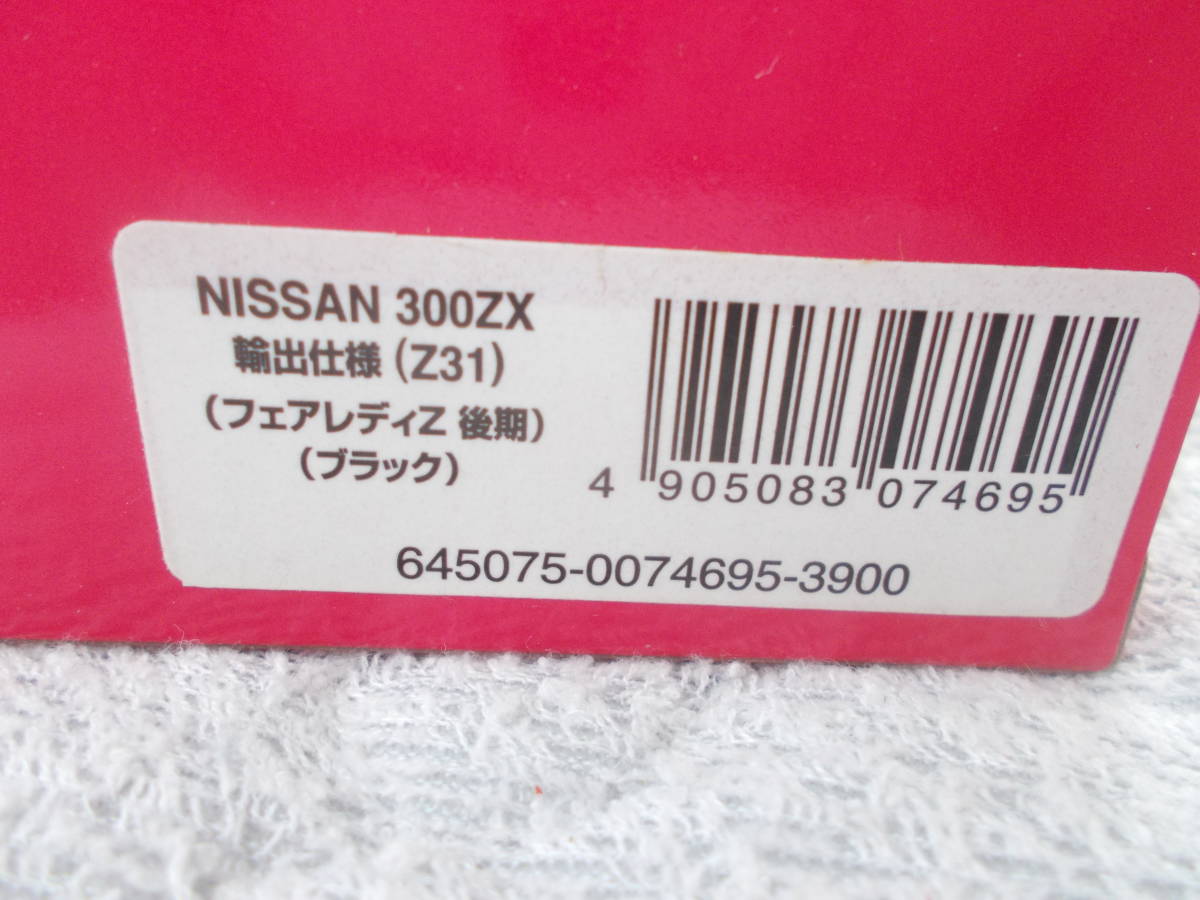 NISSAN 300ZX
輸出仕様（Z31）
（フェアレディZ 後期）
（ブラック）
4 905083 074695
645075-0074695-3900